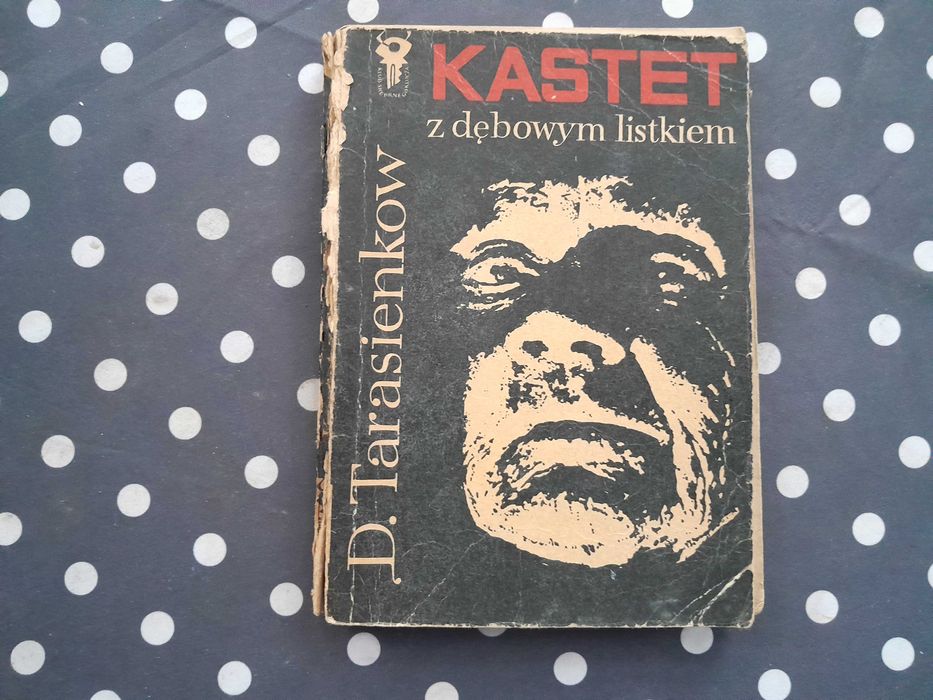 KASTET
z dębowym listkiem
D. Tarasienkow